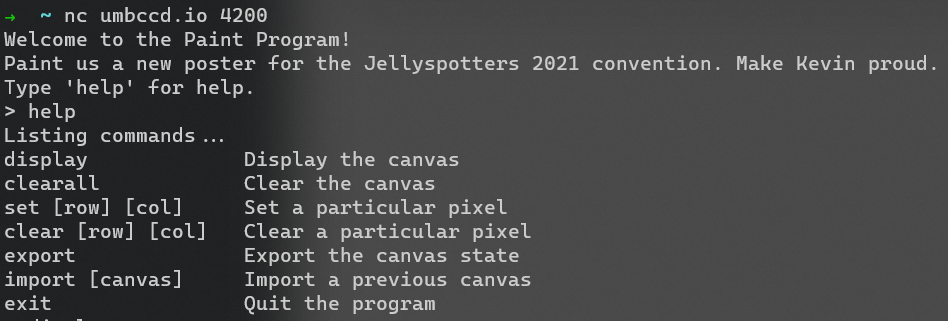 → ~ nc umbccd.io 4200
Welcome to the Paint Program!
Paint us a new poster for the Jellyspotters 2021 convention. Make Kevin proud.
Type 'help' for help.
> help
Listing commands...
display Display the canvas
clearall Clear the canvas
set [row] [col] Set a particular pixel
clear [row] [col] Clear a particular pixel
export Export the canvas state
import [canvas] Import a previous canvas
exit Quit the program